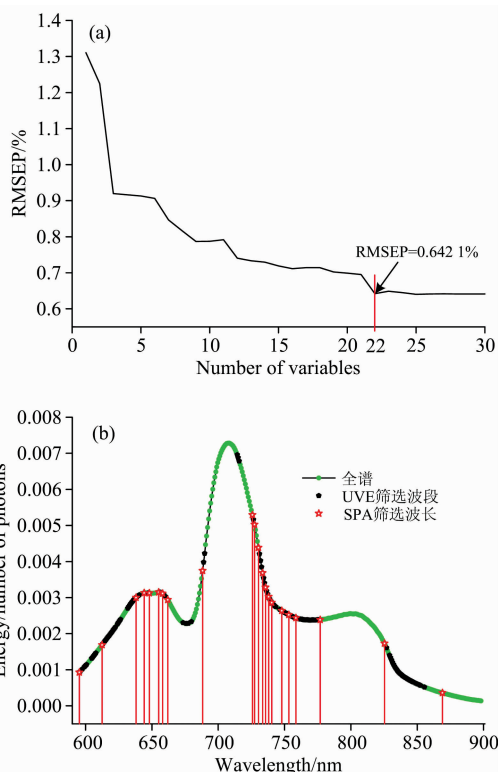 (a)
1.4
1.3
1.2
1.1
1.0
0.9
0.8
0.7
0.6
RMSEP/%
RMSEP=0.642 1%
0 5 10 15 20 22 25 30
Number of variables
(b)
0.008
0.007
0.006
0.005
0.004
0.003
0.002
0.001
0.000
Energy/number of photons
全谱
UVE筛选波段
SPA筛选波长
600 650 700 750 800 850 900
Wavelength/nm